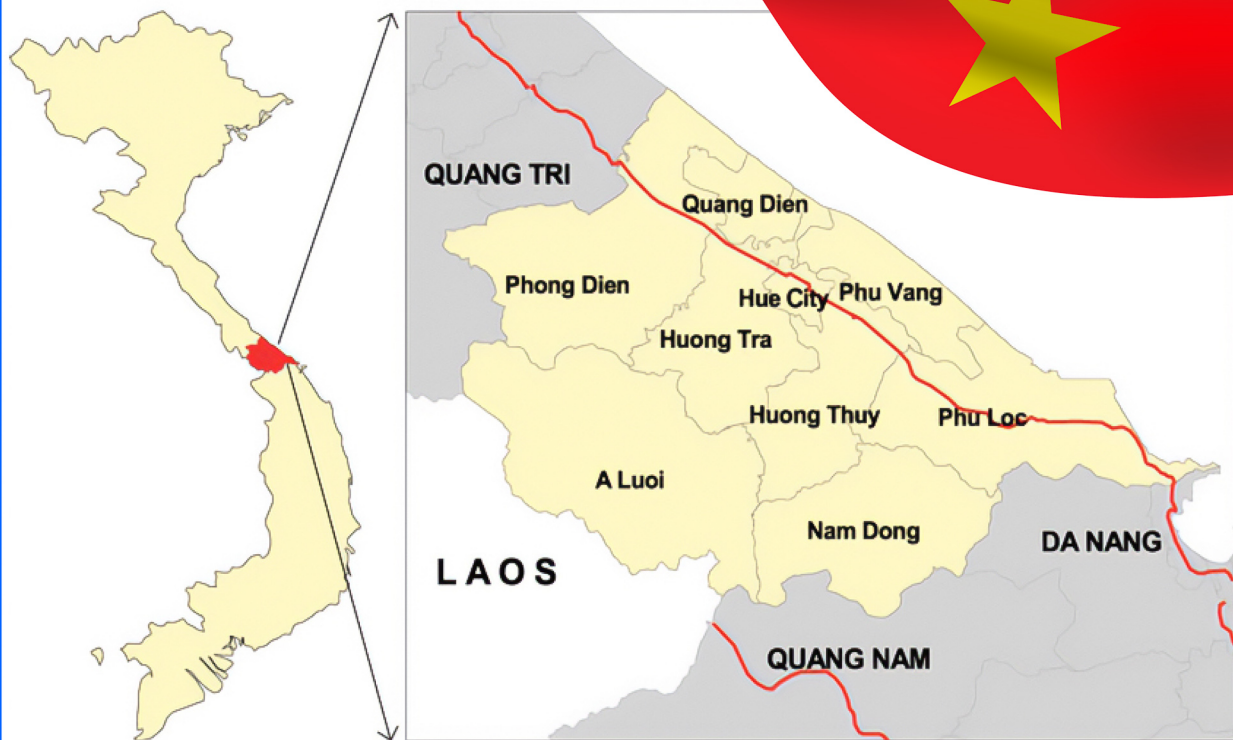 QUANG TRI
Quang Dien
Phong Dien
Hue City
Phu Vang
Huong Tra
Huong Thuy
Phu Loc
A Luoi
Nam Dong
DA NANG
LAOS
QUANG NAM